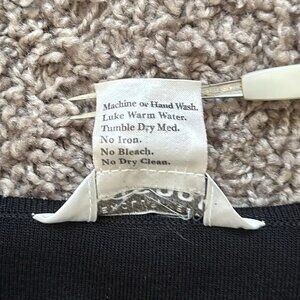 Machine or Hand Wash.
Luke Warm Water.
Tumble Dry Med.
No Iron.
No Bleach.
No Dry Clean.